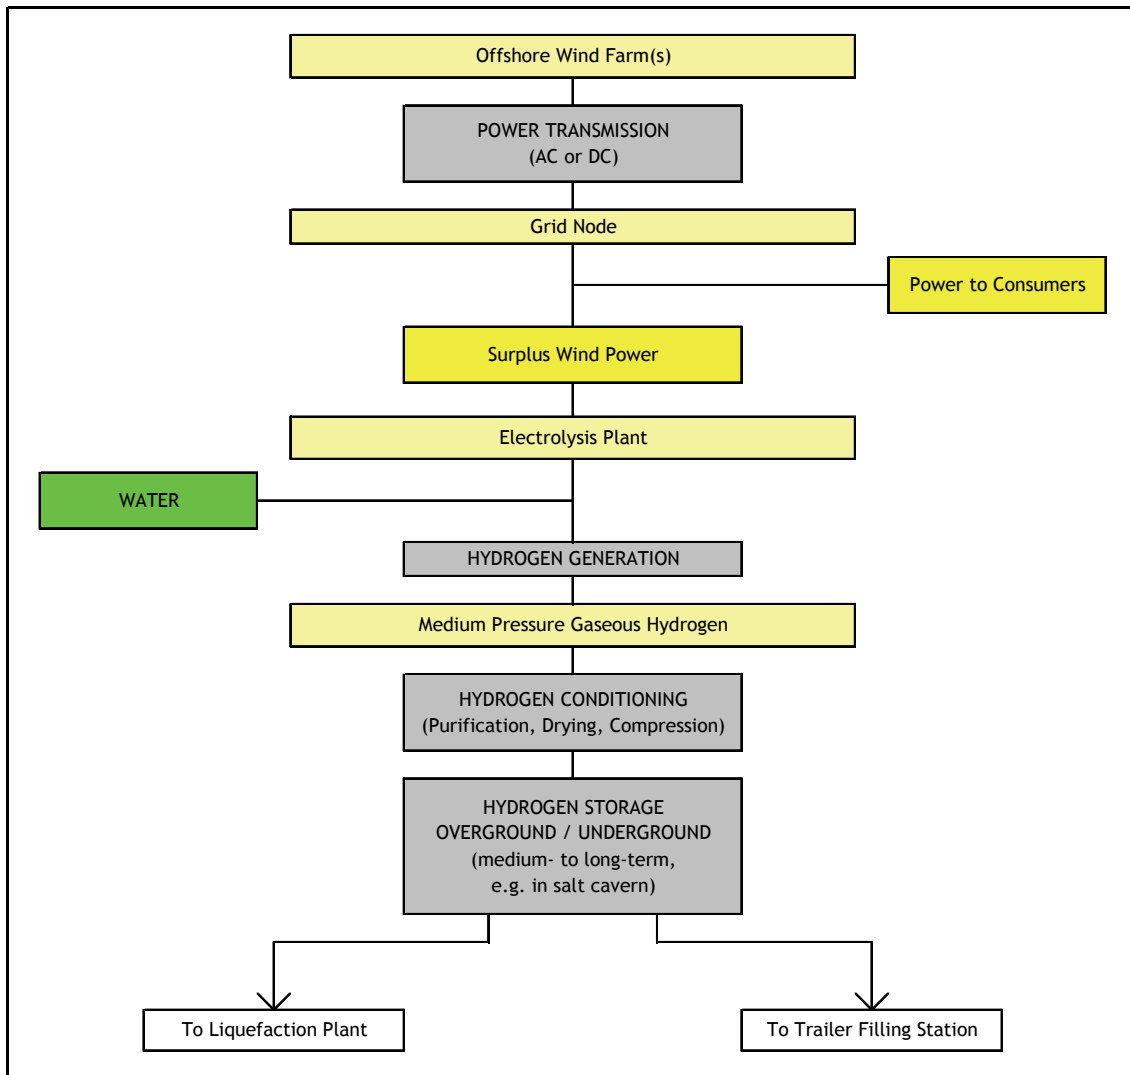 Offshore Wind Farm(s)
POWER TRANSMISSION
(AC or DC)
Grid Node
Power to Consumers
Surplus Wind Power
Electrolysis Plant
WATER
HYDROGEN GENERATION
Medium Pressure Gaseous Hydrogen
HYDROGEN CONDITIONING
(Purification, Drying, Compression)
HYDROGEN STORAGE
OVERGROUND / UNDERGROUND
(medium- to long-term,
e.g. in salt cavern)
To Liquefaction Plant
To Trailer Filling Station